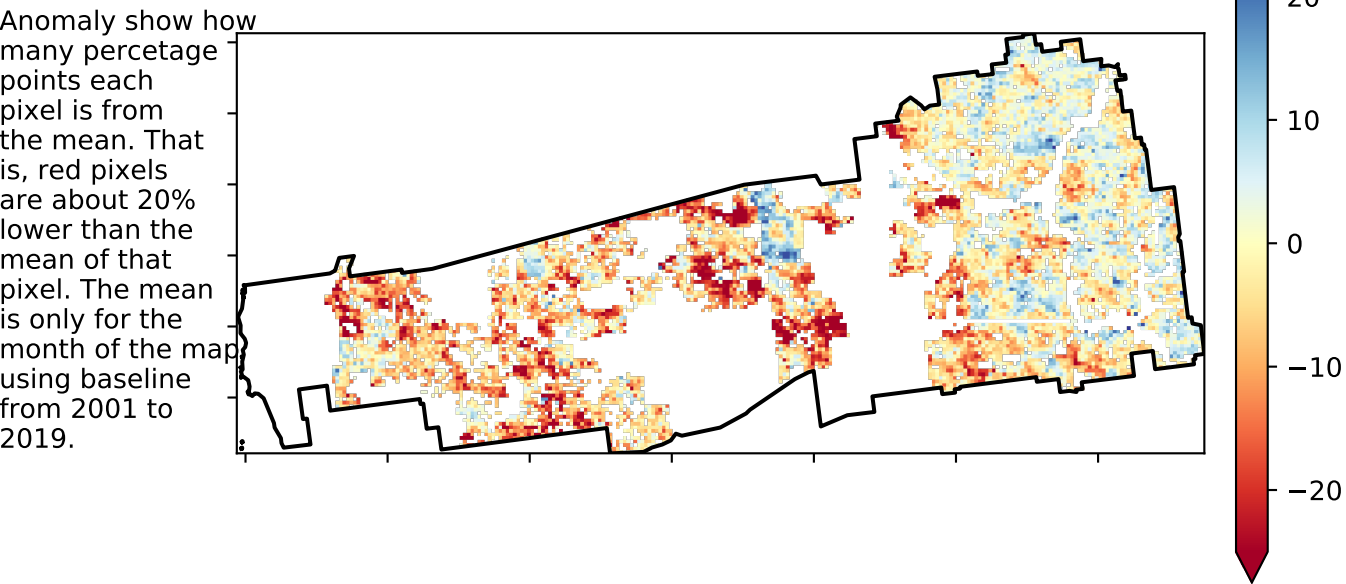 Anomaly show how
many percetage
points each
pixel is from
the mean. That
is, red pixels
are about 20%
lower than the
mean of that
pixel. The mean
is only for the
month of the map
using baseline
from 2001 to
2019.
20
10
0
−10
−20